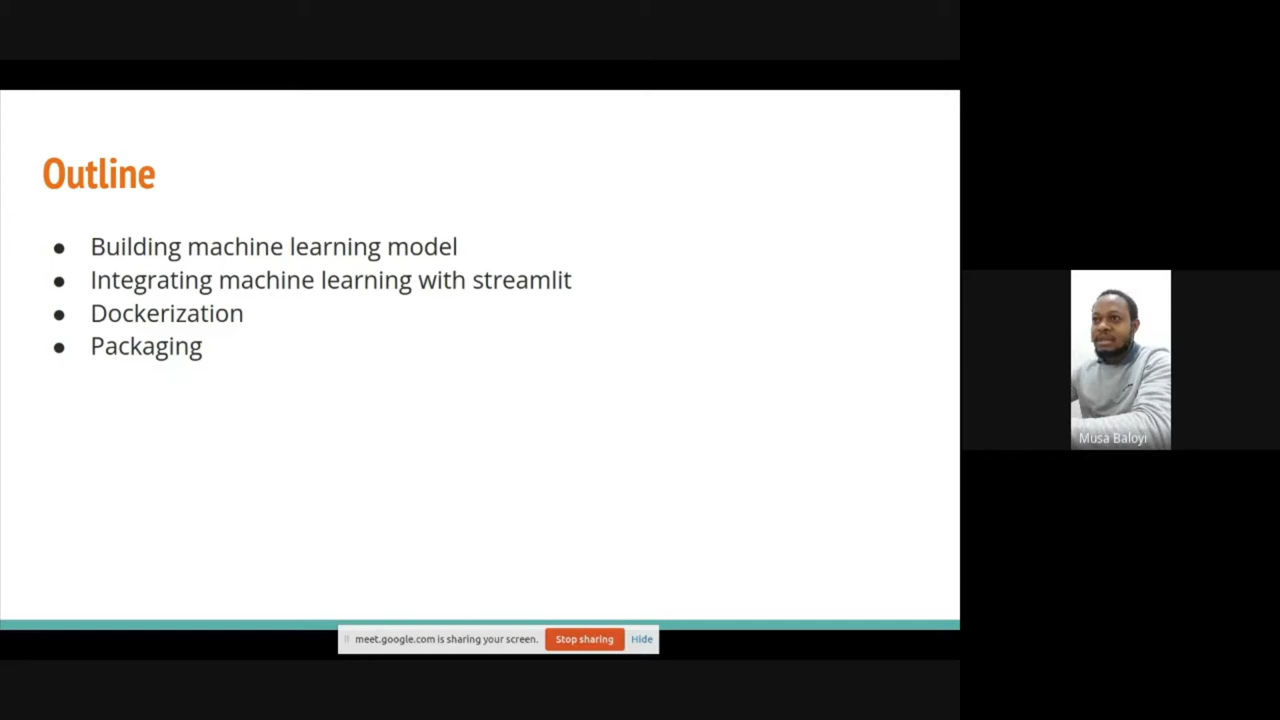 Outline
● Building machine learning model
● Integrating machine learning with streamlit
● Dockerization
● Packaging
Musa Baloyi
meet.google.com is sharing your screen. Stop sharing Hide